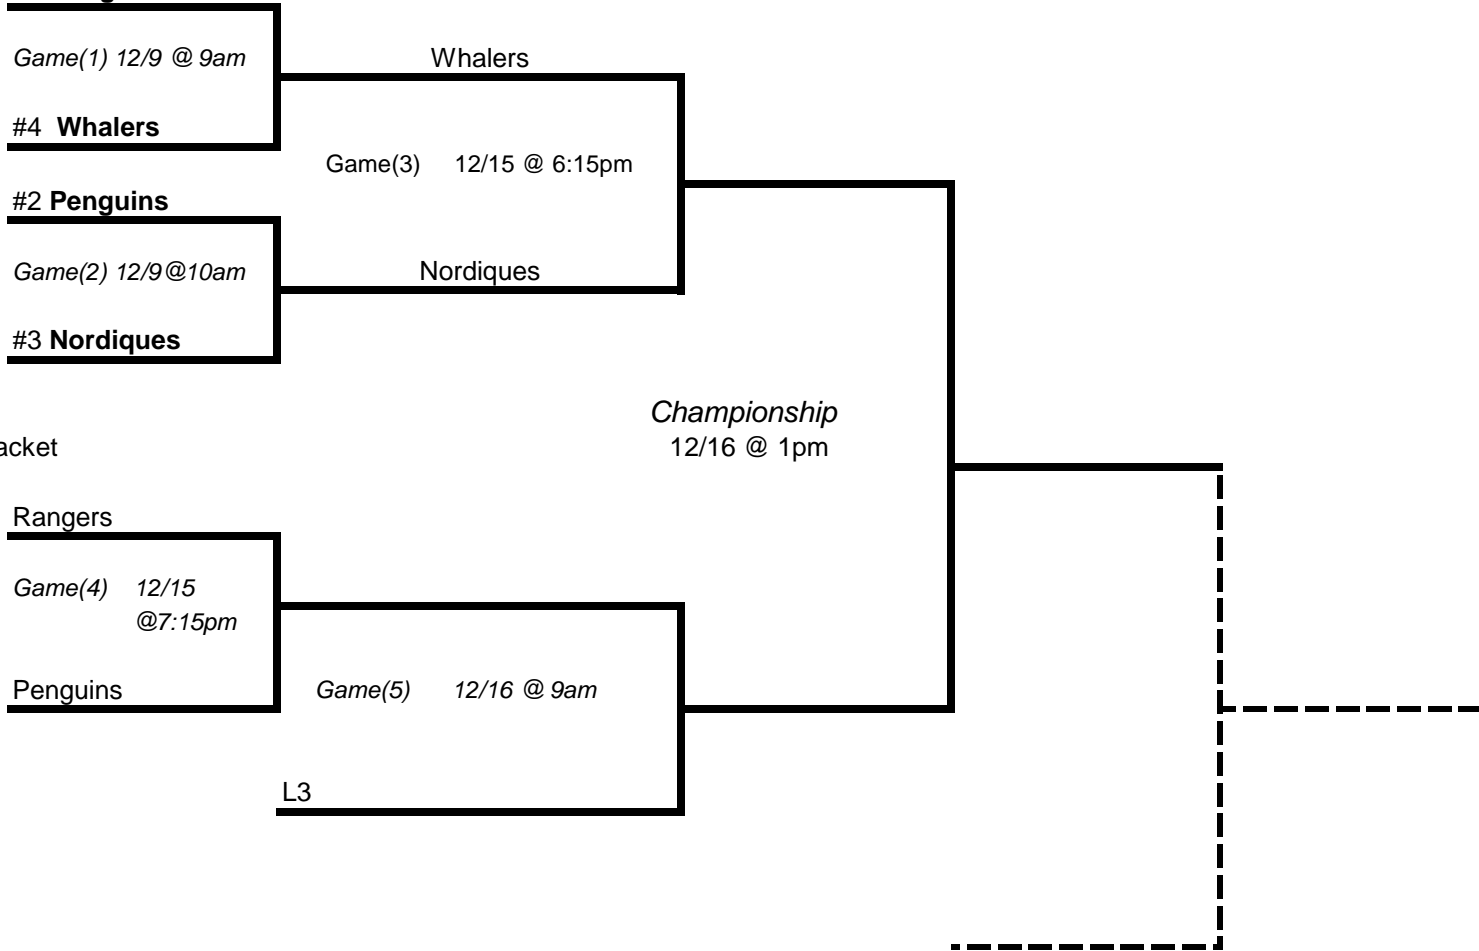 Game(1) 12/9 @ 9am
Whalers
#4 Whalers
Game(3) 12/15 @ 6:15pm
#2 Penguins
Game(2) 12/9@10am
Nordiques
#3 Nordiques
Championship
12/16 @ 1pm
acket
Rangers
Game(4) 12/15
@7:15pm
Penguins
Game(5) 12/16 @ 9am
L3